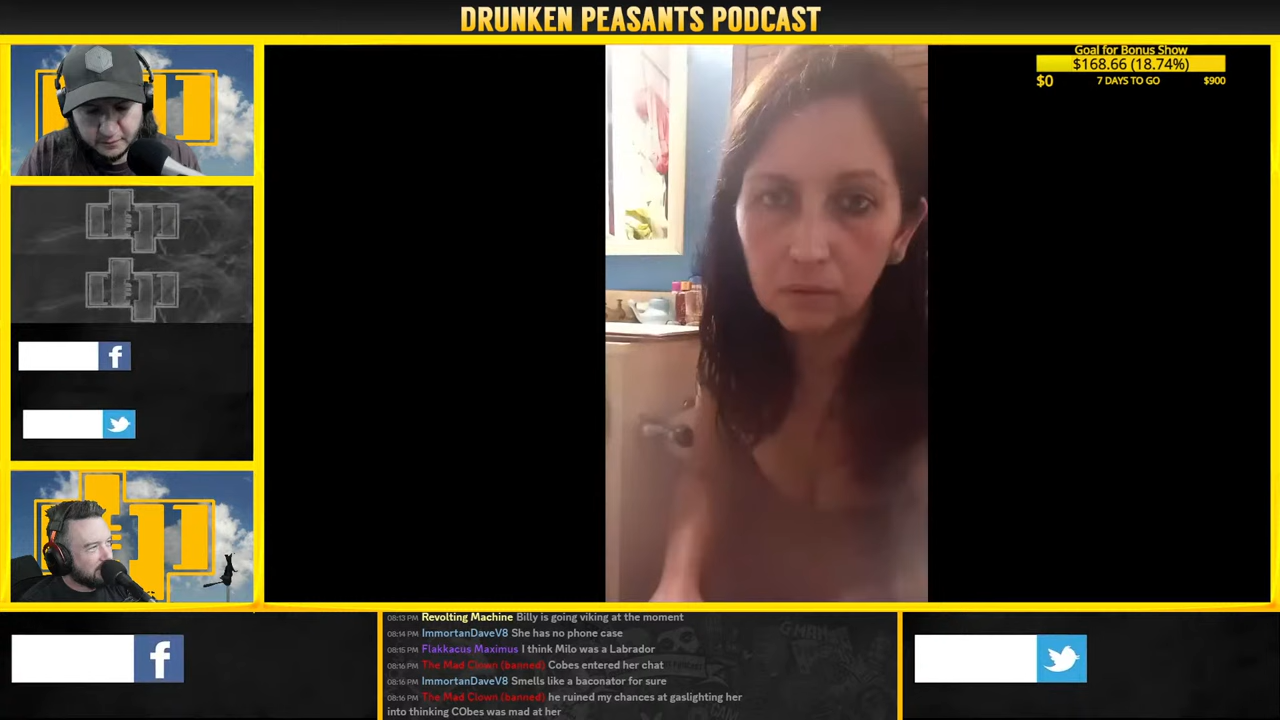 DRUNKEN PEASANTS PODCAST
Goal for Bonus Show
$168.66 (18.74%)
$0 7 DAYS TO GO $900
08:13 PM Revolting Machine Billy is going viking at the moment
08:14 PM ImmortanDaveV8 She has no phone case
08:15 PM Flakkacus Maximus I think Milo was a Labrador
08:16 PM The Mad Clown (banned) Cobes entered her chat
08:16 PM ImmortanDaveV8 Smells like a baconator for sure
08:16 PM The Mad Clown (banned) he ruined my chances at gaslighting her
into thinking CObes was mad at her